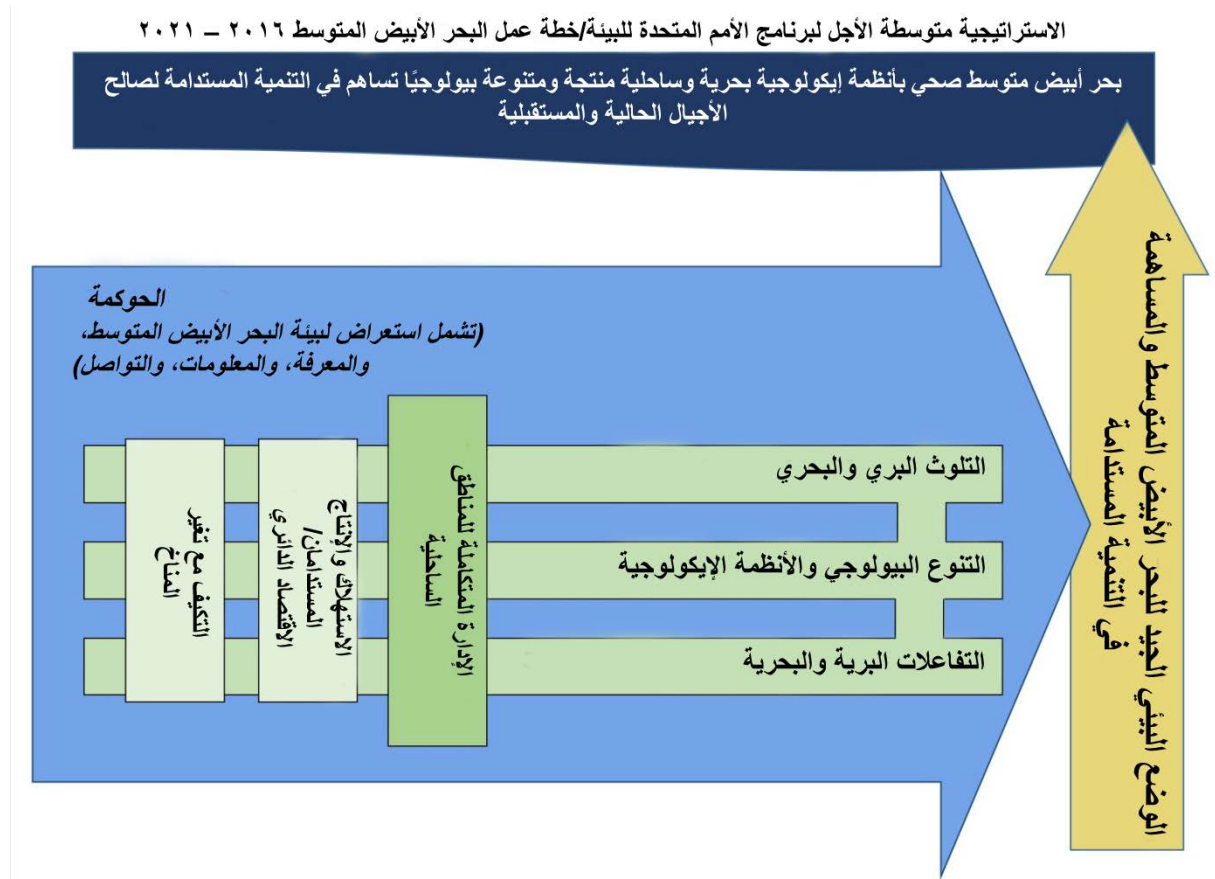 الاستراتيجية متوسطة الأجل لبرنامج الأمم المتحدة للبيئة/خطة عمل البحر الأبيض المتوسط ٢٠١٦ – ٢٠٢١
بحر أبيض متوسط صحي بأنظمة إيكولوجية بحرية وساحلية منتجة ومتنوعة بيولوجيًا تساهم في التنمية المستدامة لصالح
الأجيال الحالية والمستقبلية
الوضع البيئي الجيد للبحر الأبيض المتوسط والمساهمة
في التنمية المستدامة
الحوكمة
(تشمل استعراض لبيئة البحر الأبيض المتوسط،
والمعرفة، والمعلومات، والتواصل)
التلوث البري والبحري
التنوع البيولوجي والأنظمة الإيكولوجية
التفاعلات البرية والبحرية
الإدارة المتكاملة للمناطق
الساحلية
الاستهلاك والإنتاج
المستدامان/
الاقتصاد الدائري
التكيف مع تغير
المناخ